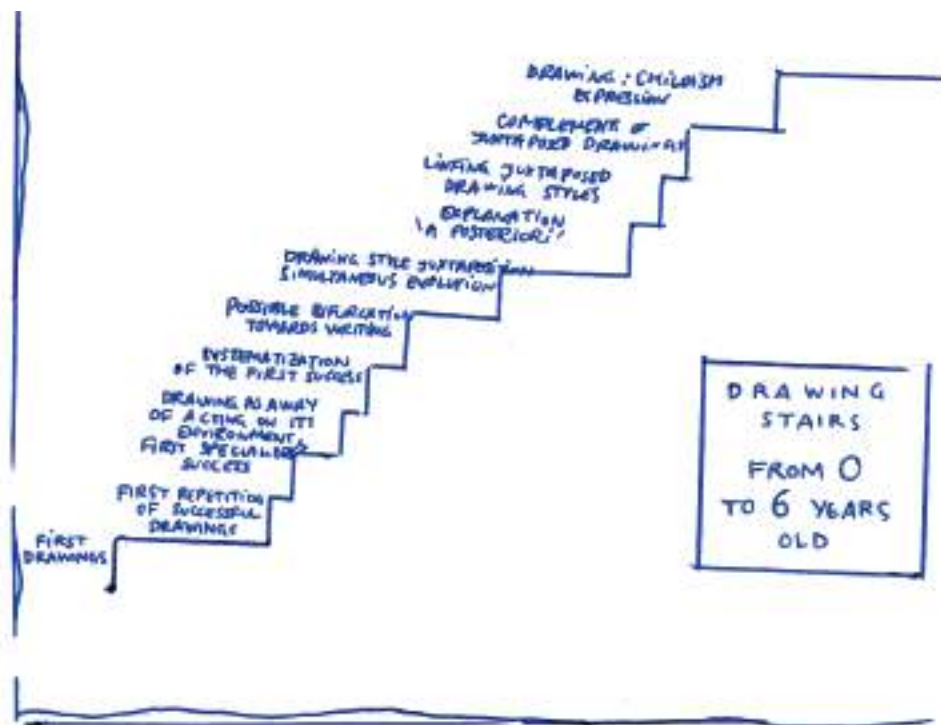 DRAWING : CHILDISH
EXPRESSION
COMPLEMENT OF
JUXTAPOSED DRAWINGS
LINKING JUXTAPOSED
DRAWING STYLES
EXPLANATION
'A POSTERIORI'
DRAWING STYLE JUXTAPOSITION
SIMULTANEOUS EVOLUTION
POSSIBLE BIFURCATION
TOWARDS WRITING
SYSTEMATIZATION
OF THE FIRST SUCCESS
DRAWING AS AWAY
OF ACTING ON ITS
ENVIRONMENT
FIRST SPECIALIZED
SUCCESS
FIRST REPETITION
OF SUCCESSFUL
DRAWINGS
FIRST
DRAWINGS
DRAWING
STAIRS
FROM 0
TO 6 YEARS
OLD